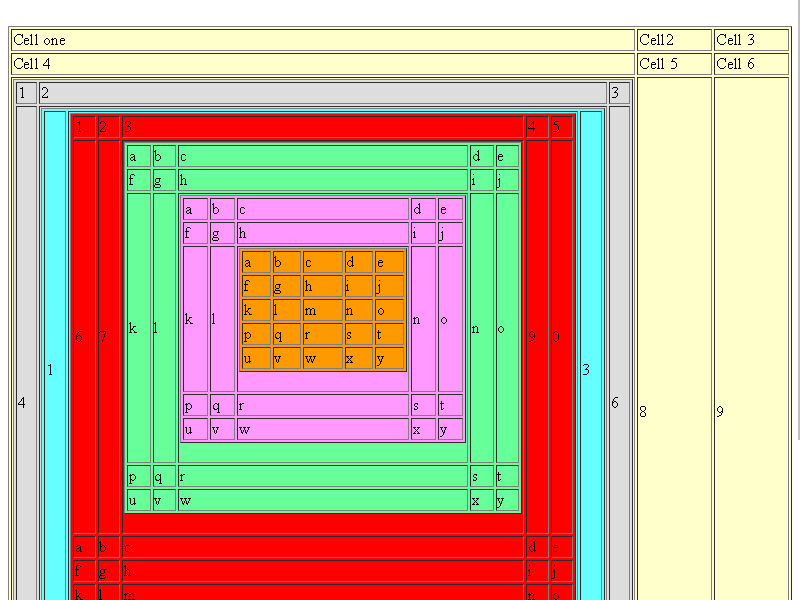 Cell one Cell2 Cell 3
Cell 4 Cell 5 Cell 6
1 2 3
1 2 3 4 5
a b c d e
f g h i j
a b c d e
f g h i j
a b c d e
f g h i j
k l m n o
k l n o
p q r s t
6 7 k l n o 9 0
u v w x y
1 3
4 6
p q r s t
8 9
u v w x y
p q r s t
u v w x y
a b c d e
f g h i j
k l m n o